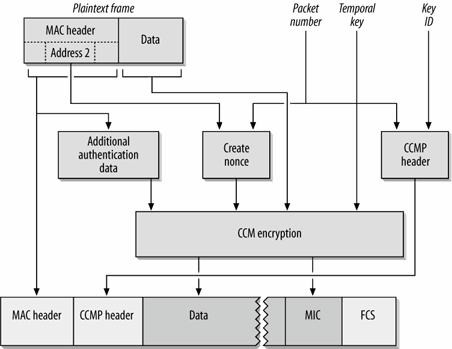 Plaintext frame
Packet
number
Temporal
key
Key
ID
MAC header
Address 2
Data
Additional
authentication
data
Create
nonce
CCMP
header
CCM encryption
MAC header
CCMP header
Data
MIC
FCS